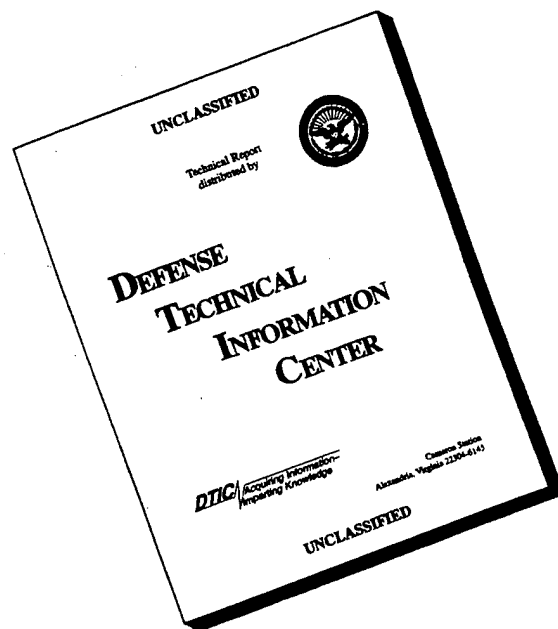 UNCLASSIFIED
Technical Report
distributed by
DEFENSE
TECHNICAL
INFORMATION
CENTER
DTIC Acquiring Information-
Imparting Knowledge
Cameron Station
Alexandria, Virginia 22304-6145
UNCLASSIFIED